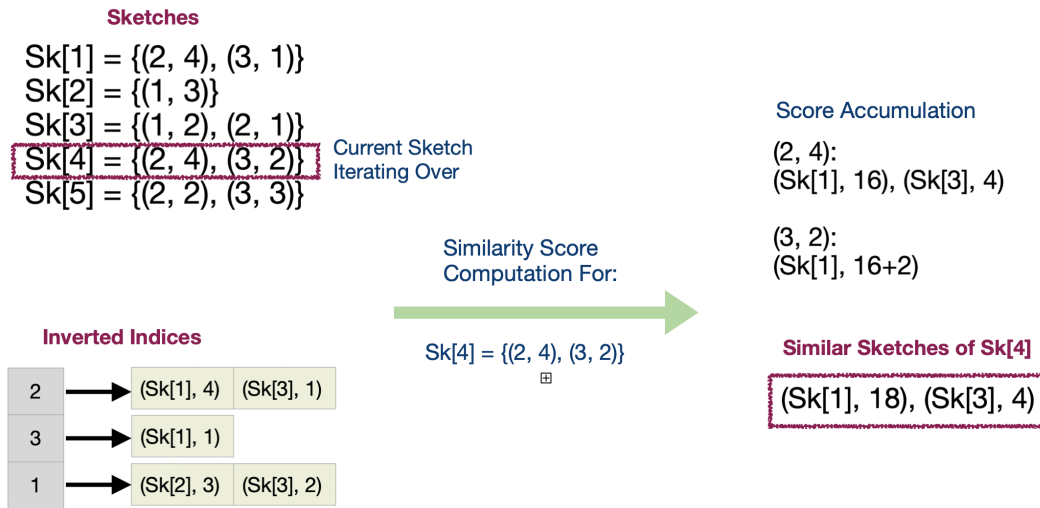 Sketches
Sk[1] = {(2, 4), (3, 1)}
Sk[2] = {(1, 3)}
Sk[3] = {(1, 2), (2, 1)}
Sk[4] = {(2, 4), (3, 2)}
Sk[5] = {(2, 2), (3, 3)}
Current Sketch
Iterating Over
Inverted Indices
2 (Sk[1], 4) (Sk[3], 1)
3 (Sk[1], 1)
1 (Sk[2], 3) (Sk[3], 2)
Similarity Score
Computation For:
Sk[4] = {(2, 4), (3, 2)}
Score Accumulation
(2, 4):
(Sk[1], 16), (Sk[3], 4)
(3, 2):
(Sk[1], 16+2)
Similar Sketches of Sk[4]
(Sk[1], 18), (Sk[3], 4)